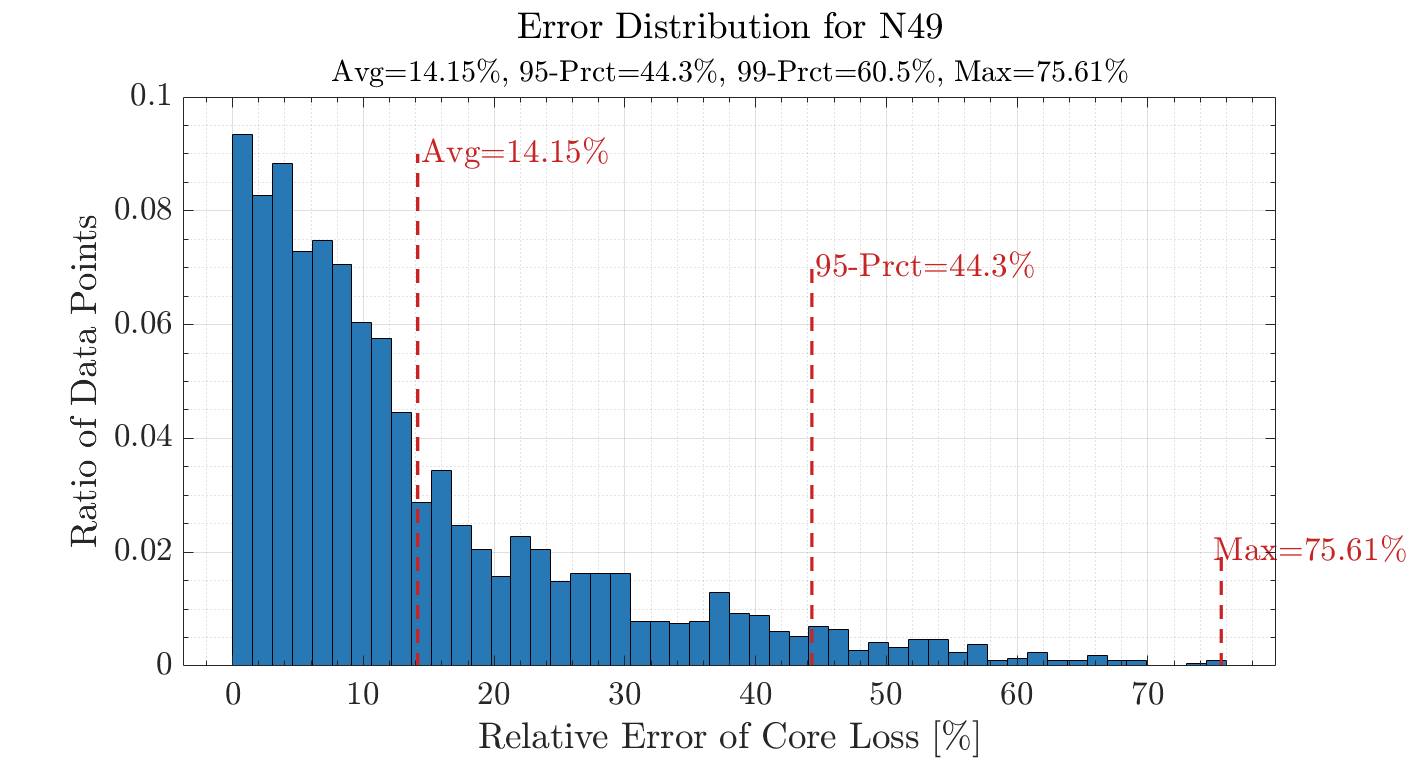 Error Distribution for N49
Avg=14.15%, 95-Prct=44.3%, 99-Prct=60.5%, Max=75.61%
0.1
0.08
0.06
0.04
0.02
0
Ratio of Data Points
Avg=14.15%
95-Prct=44.3%
Max=75.61%
0 10 20 30 40 50 60 70
Relative Error of Core Loss [%]